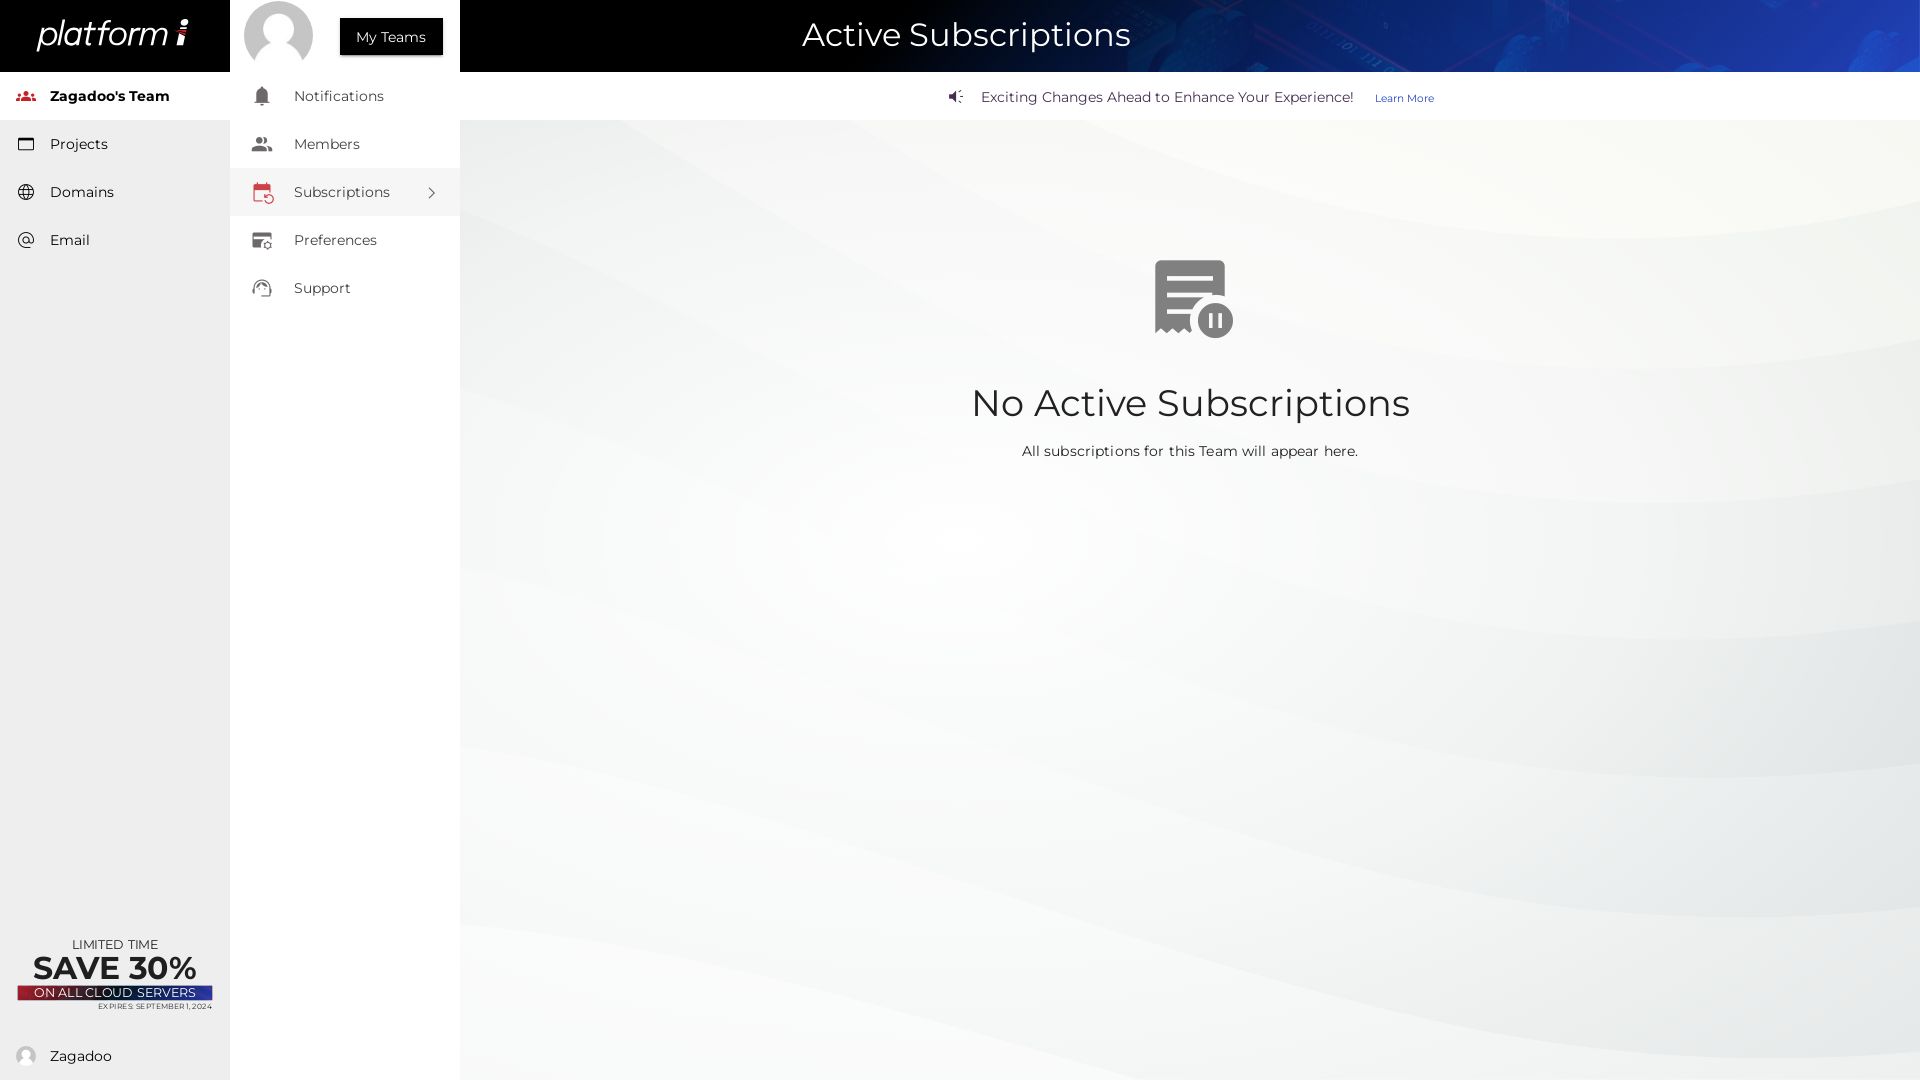 platform i
My Teams
Active Subscriptions
Zagadoo's Team
Projects
Domains
Email
Notifications
Members
Subscriptions
Preferences
Support
Exciting Changes Ahead to Enhance Your Experience! Learn More
No Active Subscriptions
All subscriptions for this Team will appear here.
LIMITED TIME
SAVE 30%
ON ALL CLOUD SERVERS
EXPIRES: SEPTEMBER 1, 2024
Zagadoo